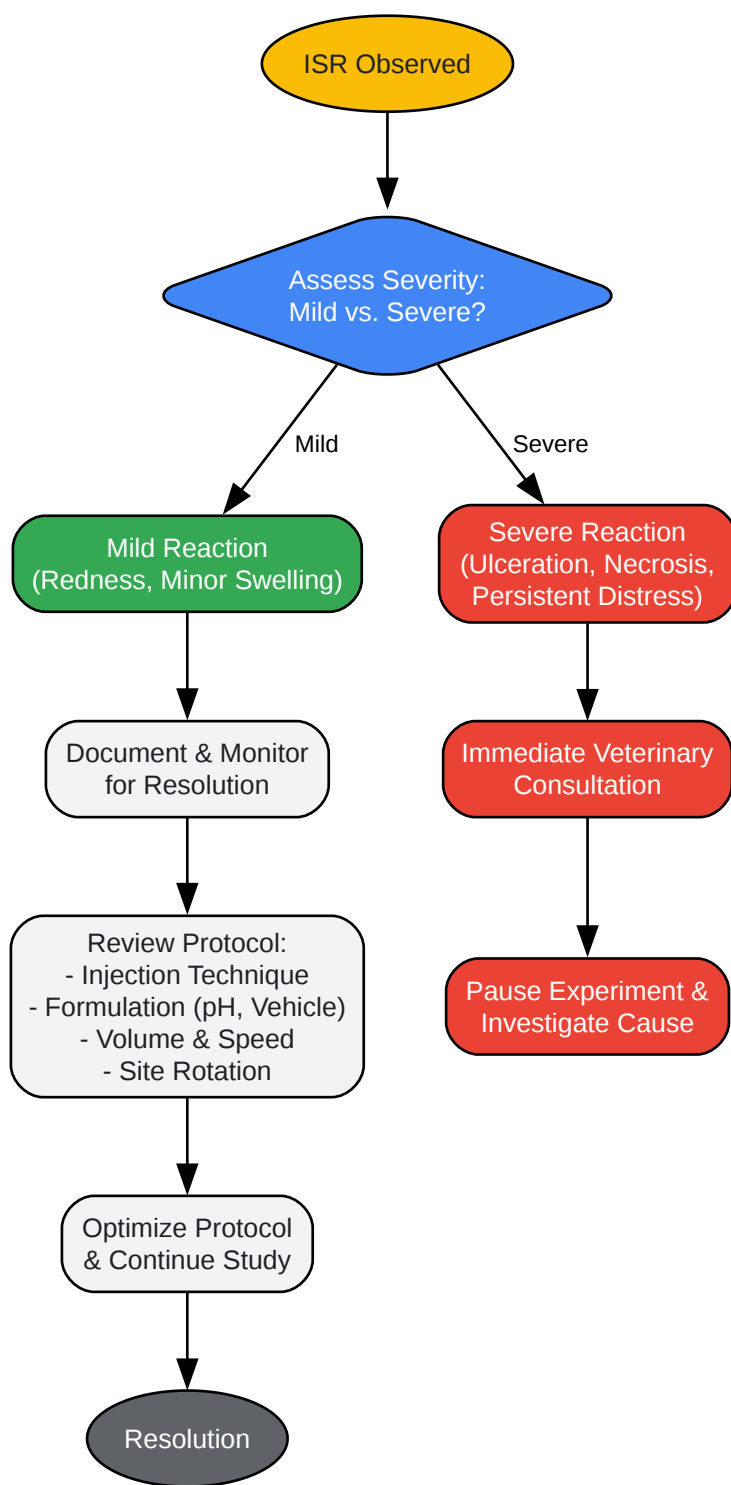 ISR Observed
Assess Severity:
Mild vs. Severe?
Mild
Severe
Mild Reaction
(Redness, Minor Swelling)
Severe Reaction
(Ulceration, Necrosis,
Persistent Distress)
Document & Monitor
for Resolution
Immediate Veterinary
Consultation
Review Protocol:
- Injection Technique
- Formulation (pH, Vehicle)
- Volume & Speed
- Site Rotation
Pause Experiment &
Investigate Cause
Optimize Protocol
& Continue Study
Resolution